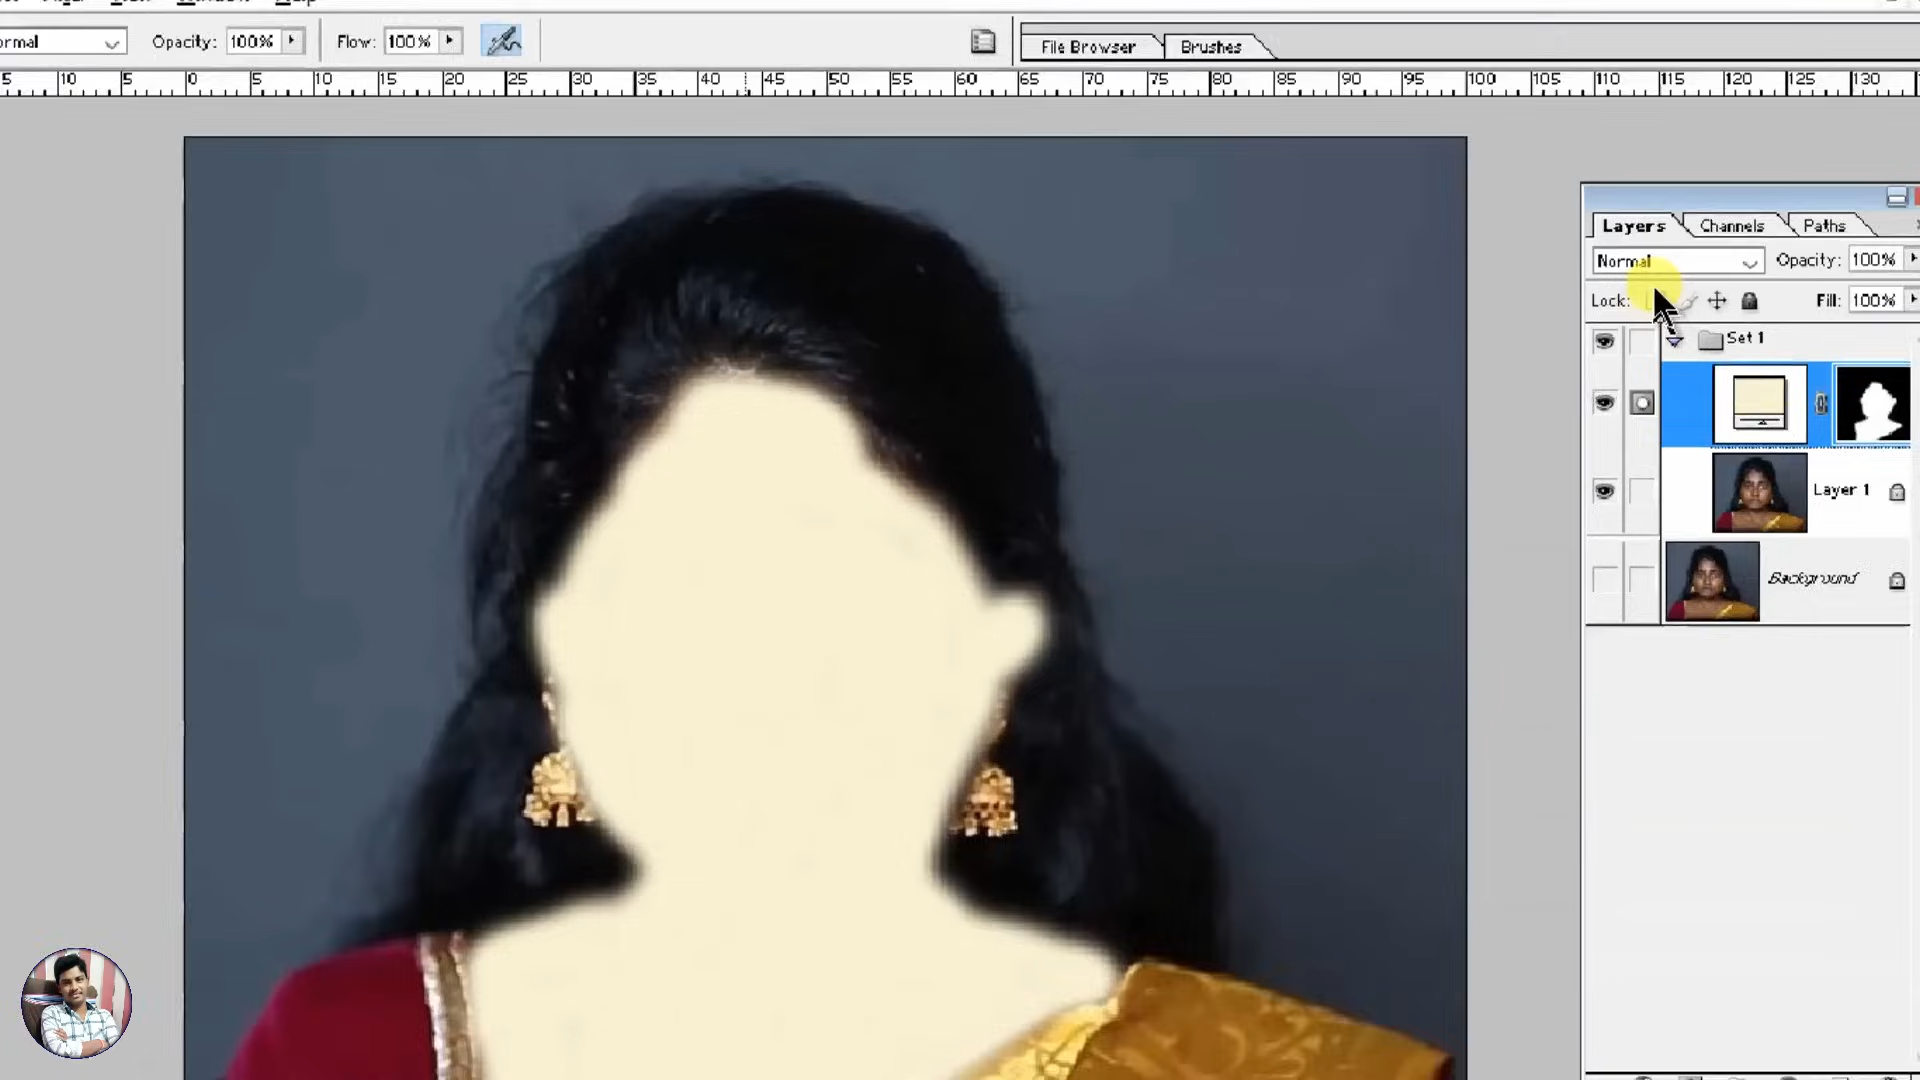 Opacity: 100% Flow: 100% File Browser Brushes
10 5 0 5 10 15 20 25 30 35 40 45 50 55 60 65 70 75 80 85 90 95 100 105 110 115 120 125 130
Layers Channels Paths
Normal Opacity: 100%
Lock: Fill: 100%
Set 1
Layer 1
Background